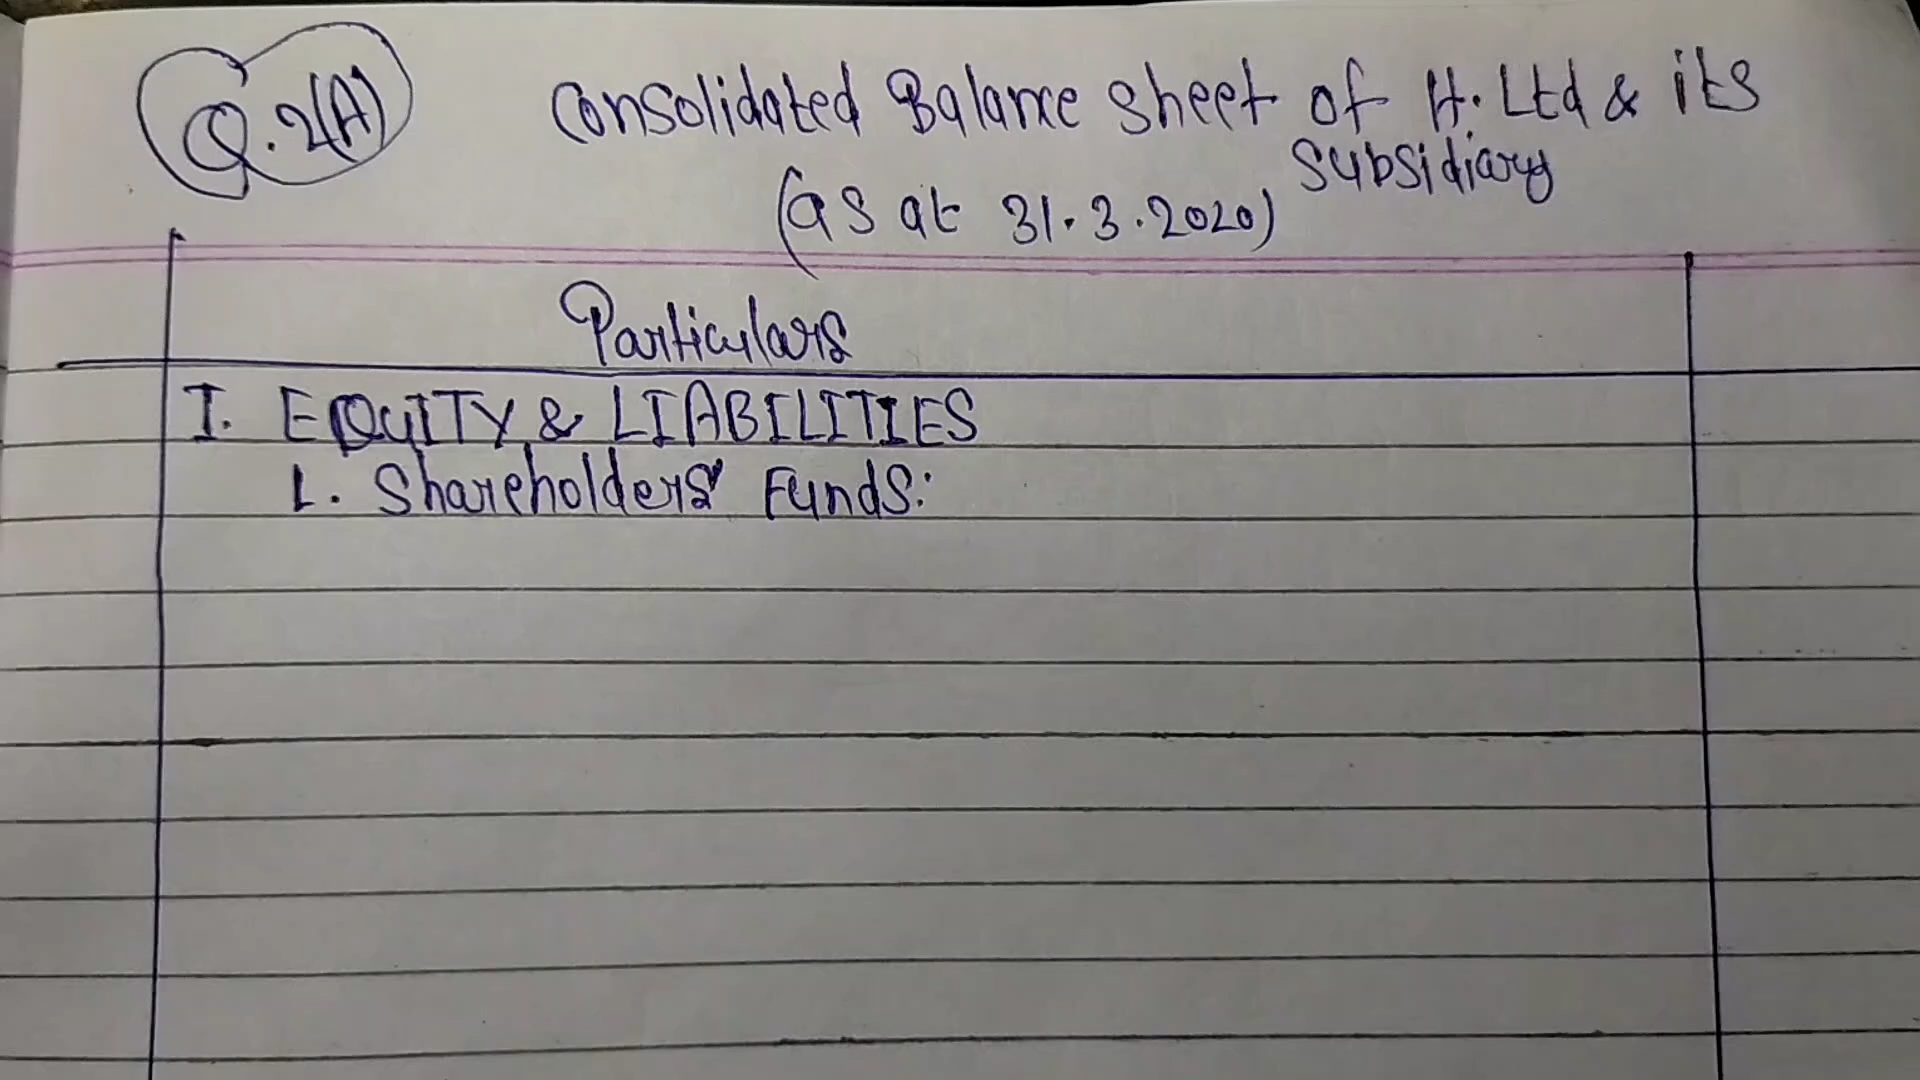 Q.2(A)
Consolidated Balance Sheet of H. Ltd & its
Subsidiary
(as at 31.3.2020)
Particulars
I. EQUITY & LIABILITIES
1. Shareholders' Funds: